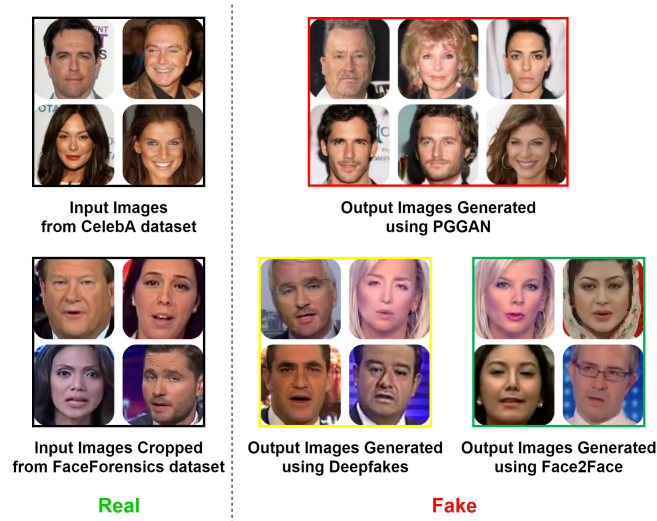 Input Images
from CelebA dataset
Output Images Generated
using PGGAN
Input Images Cropped
from FaceForensics dataset
Output Images Generated
using Deepfakes
Output Images Generated
using Face2Face
Real
Fake